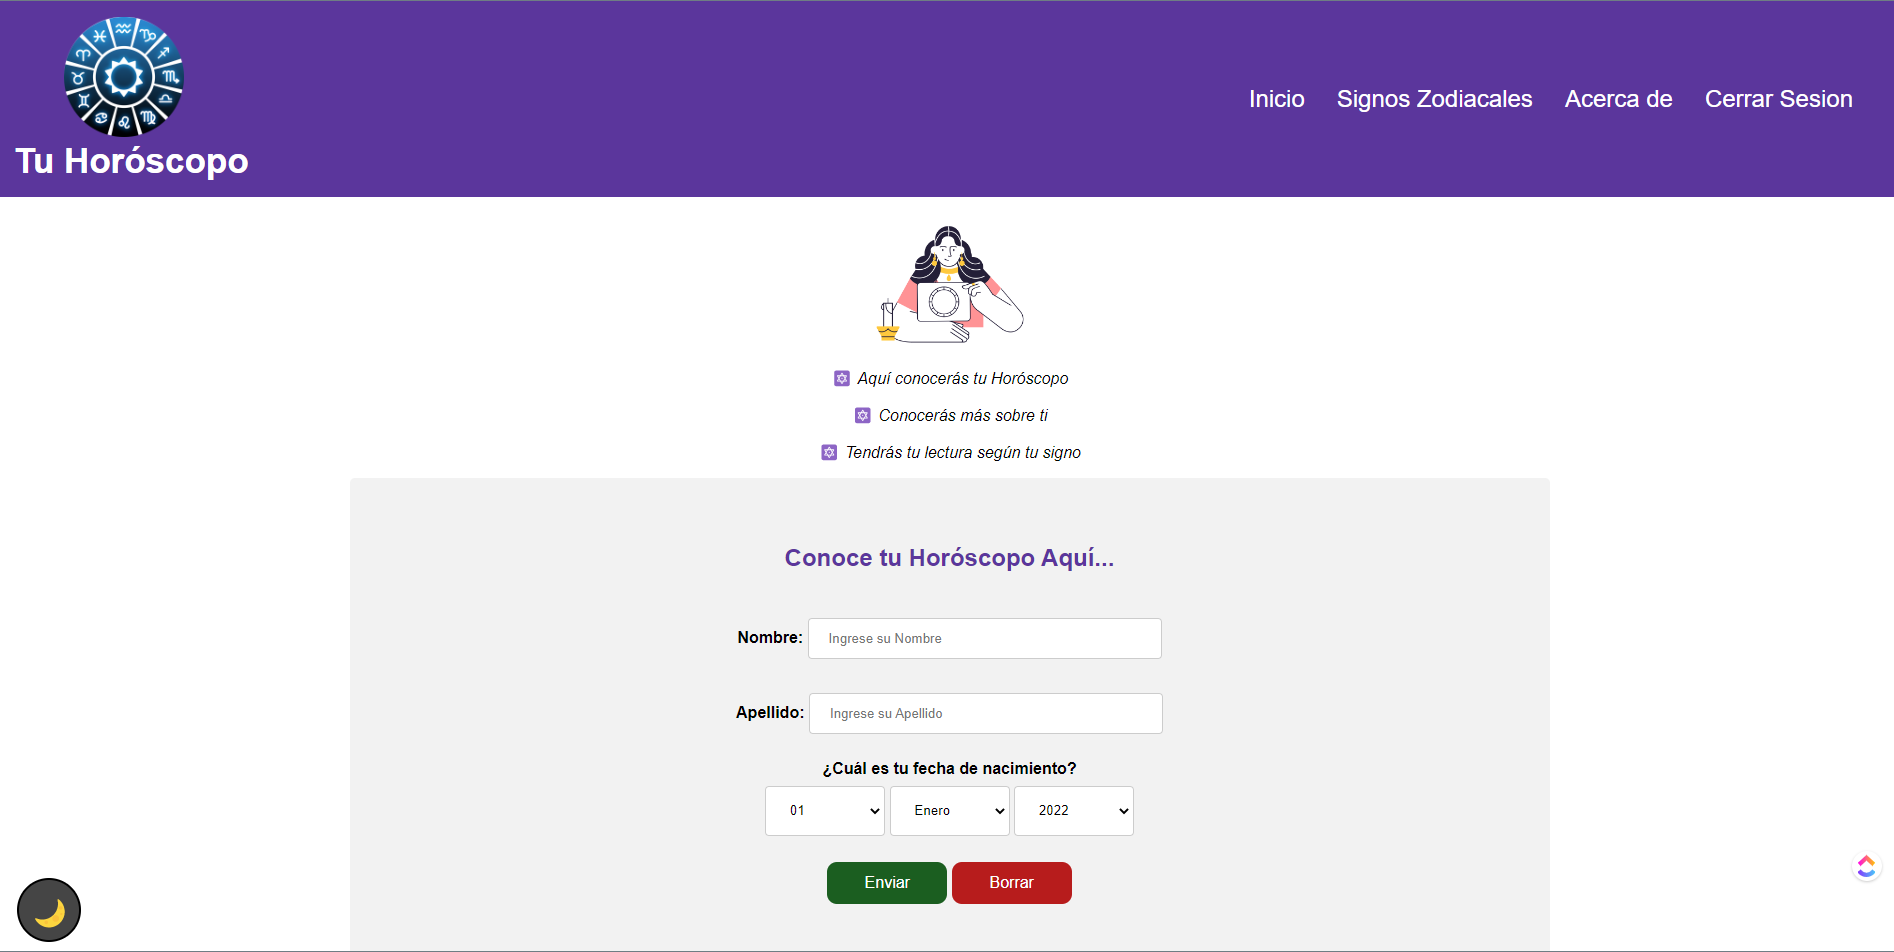 Tu Horóscopo
Inicio Signos Zodiacales Acerca de Cerrar Sesion
Aquí conocerás tu Horóscopo
Conocerás más sobre ti
Tendrás tu lectura según tu signo
Conoce tu Horóscopo Aquí...
Nombre: Ingrese su Nombre
Apellido: Ingrese su Apellido
¿Cuál es tu fecha de nacimiento?
01 Enero 2022
Enviar Borrar